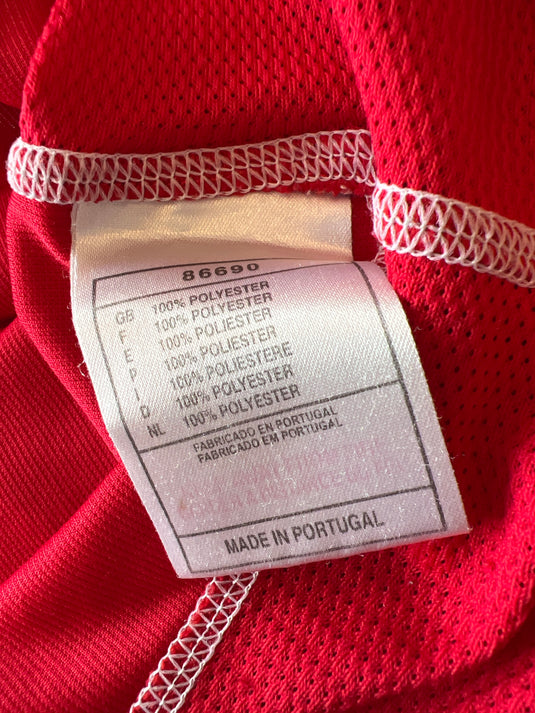 86690
GB 100% POLYESTER
F 100% POLYESTER
E 100% POLIESTER
P 100% POLIESTER
I 100% POLIESTERE
D 100% POLYESTER
NL 100% POLYESTER
FABRICADO EN PORTUGAL
FABRICADO EM PORTUGAL
MADE IN PORTUGAL